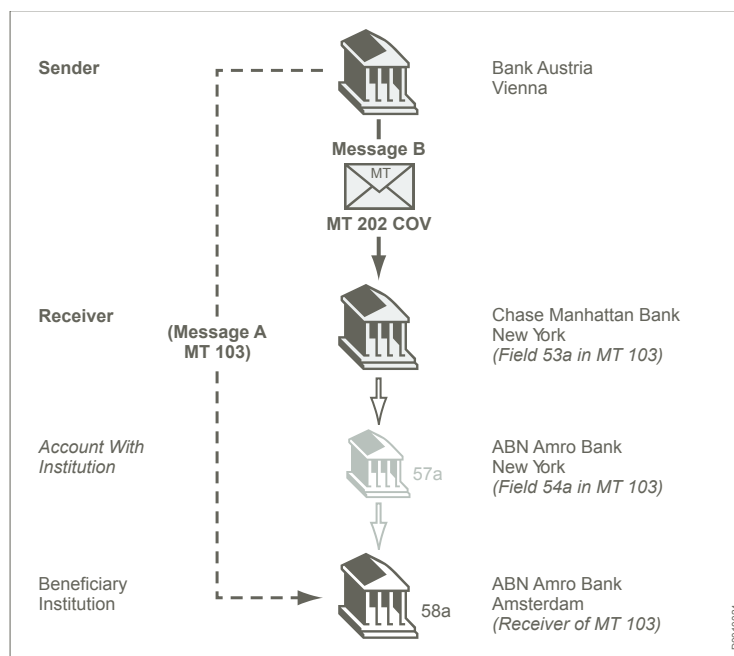 Sender
Bank Austria
Vienna
Message B
MT
MT 202 COV
Receiver
(Message A
MT 103)
Chase Manhattan Bank
New York
(Field 53a in MT 103)
Account With
Institution
57a
ABN Amro Bank
New York
(Field 54a in MT 103)
Beneficiary
Institution
58a
ABN Amro Bank
Amsterdam
(Receiver of MT 103)